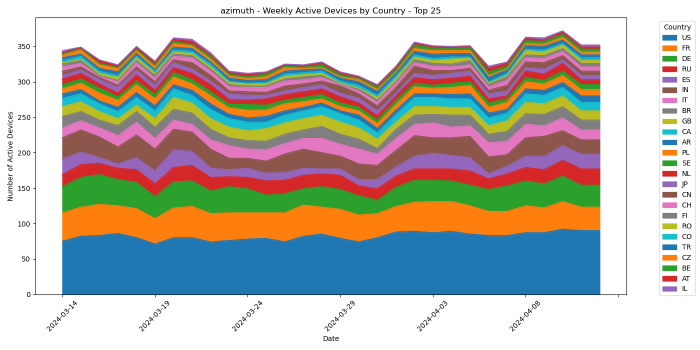 azimuth - Weekly Active Devices by Country - Top 25
Number of Active Devices
350
300
250
200
150
100
50
0
2024-03-14
2024-03-19
2024-03-24
2024-03-29
2024-04-03
2024-04-08
Date
Country
US
FR
DE
RU
ES
IN
IT
BR
GB
CA
AR
PL
SE
NL
JP
CN
CH
FI
RO
CO
TR
CZ
BE
AT
IL